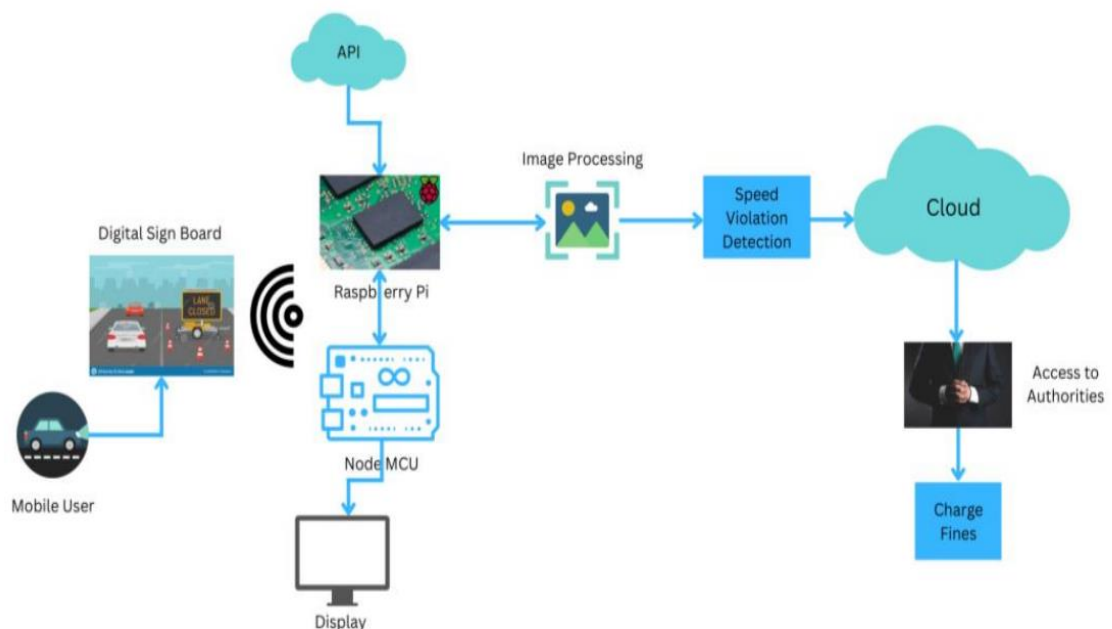 API
Image Processing
Speed
Violation
Detection
Cloud
Digital Sign Board
LANE
CLOSED
Raspberry Pi
Access to
Authorities
Node MCU
Mobile User
Charge
Fines
Display